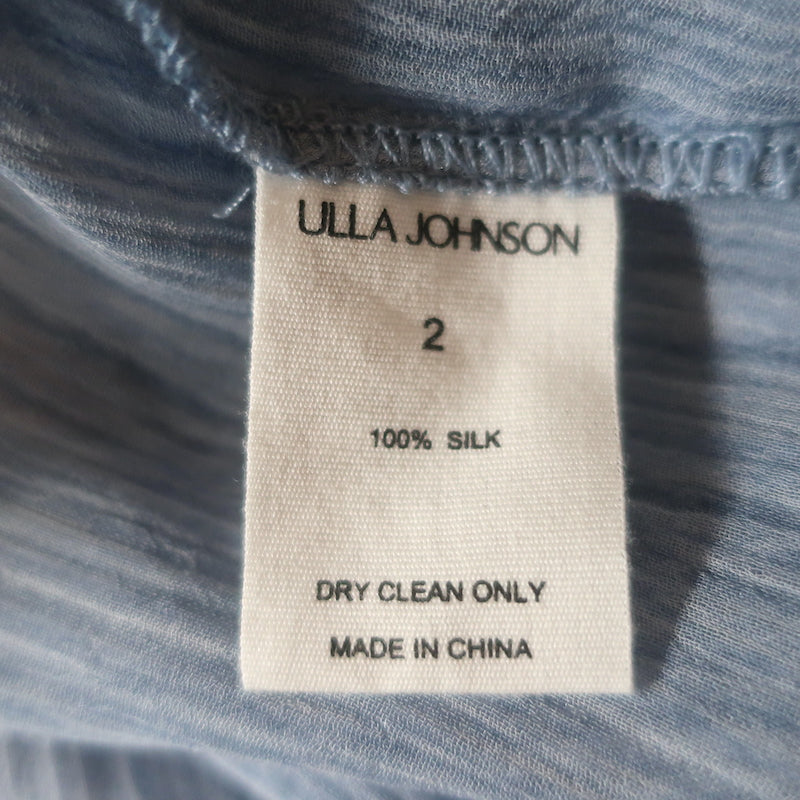 ULLA JOHNSON
2
100% SILK
DRY CLEAN ONLY
MADE IN CHINA